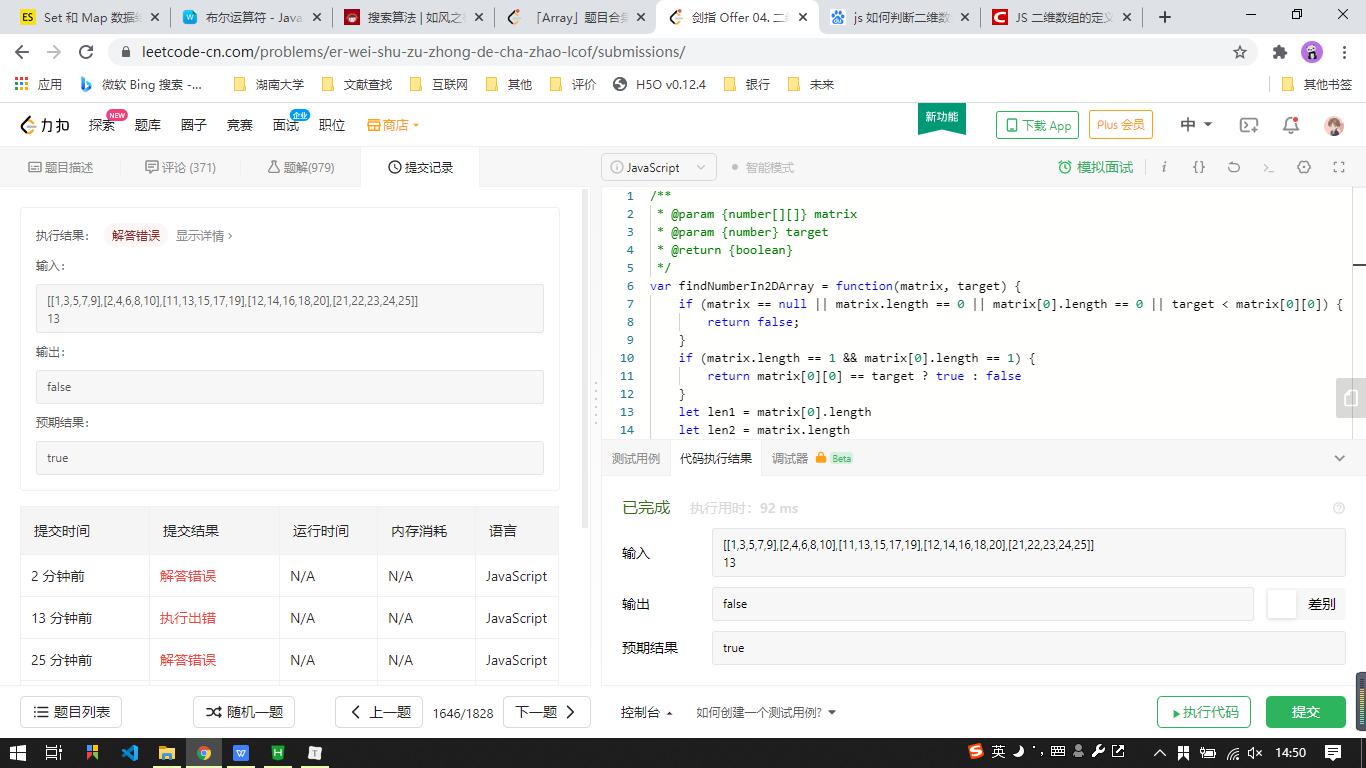 Set 和 Map 数据结
布尔运算符 - Java
搜索算法 | 如风之
「Array」题目合集
剑指 Offer 04. 二
js 如何判断二维数
JS 二维数组的定义
leetcode-cn.com/problems/er-wei-shu-zu-zhong-de-cha-zhao-lcof/submissions/
应用
微软 Bing 搜索 -...
湖南大学
文献查找
互联网
其他
评价
H5O v0.12.4
银行
未来
其他书签
力扣
探索
NEW
题库
圈子
竞赛
面试
企业
职位
商店
新功能
下载 App
Plus 会员
中
题目描述
评论 (371)
题解(979)
提交记录
JavaScript
智能模式
模拟面试
执行结果:
解答错误
显示详情 >
输入:
[[1,3,5,7,9],[2,4,6,8,10],[11,13,15,17,19],[12,14,16,18,20],[21,22,23,24,25]]
13
输出:
false
预期结果:
true
提交时间 提交结果 运行时间 内存消耗 语言
2 分钟前 解答错误 N/A N/A JavaScript
13 分钟前 执行出错 N/A N/A JavaScript
25 分钟前 解答错误 N/A N/A JavaScript
1 /**
2 * @param {number[][]} matrix
3 * @param {number} target
4 * @return {boolean}
5 */
6 var findNumberIn2DArray = function(matrix, target) {
7 if (matrix == null || matrix.length == 0 || matrix[0].length == 0 || target < matrix[0][0]) {
8 return false;
9 }
10 if (matrix.length == 1 && matrix[0].length == 1) {
11 return matrix[0][0] == target ? true : false
12 }
13 let len1 = matrix[0].length
14 let len2 = matrix.length
测试用例
代码执行结果
调试器
Beta
已完成
执行用时: 92 ms
输入
[[1,3,5,7,9],[2,4,6,8,10],[11,13,15,17,19],[12,14,16,18,20],[21,22,23,24,25]]
13
输出
false
差别
预期结果
true
题目列表
随机一题
上一题
1646/1828
下一题
控制台
如何创建一个测试用例?
执行代码
提交
英
14:50